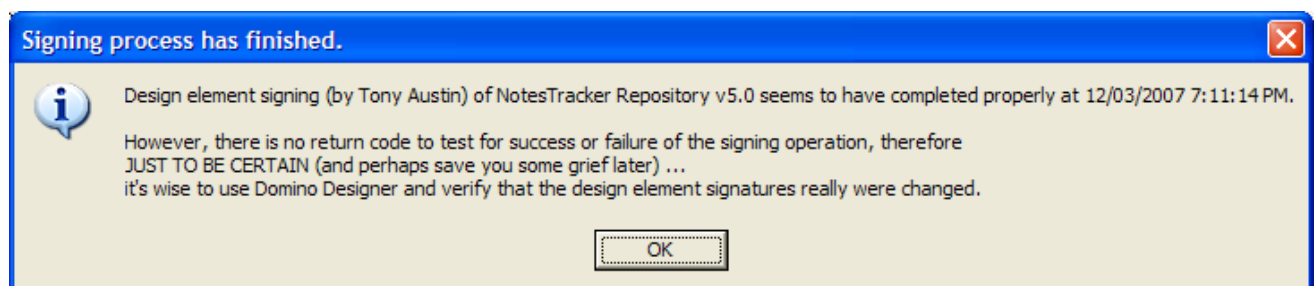 Signing process has finished.
Design element signing (by Tony Austin) of NotesTracker Repository v5.0 seems to have completed properly at 12/03/2007 7:11:14 PM.
However, there is no return code to test for success or failure of the signing operation, therefore
JUST TO BE CERTAIN (and perhaps save you some grief later) ...
it's wise to use Domino Designer and verify that the design element signatures really were changed.
OK